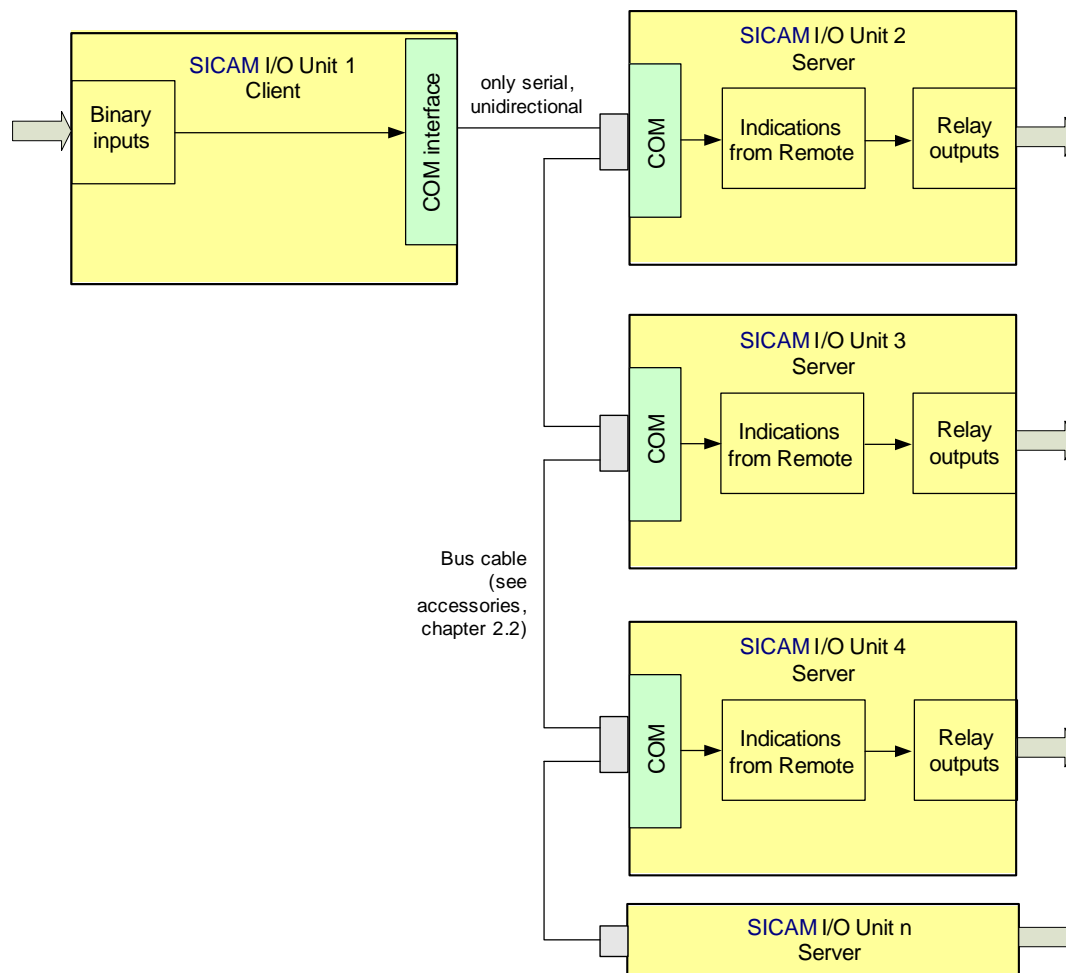 SICAM I/O Unit 1
Client
Binary
inputs
COM interface
only serial,
unidirectional
SICAM I/O Unit 2
Server
COM
Indications
from Remote
Relay
outputs
SICAM I/O Unit 3
Server
COM
Indications
from Remote
Relay
outputs
Bus cable
(see
accessories,
chapter 2.2)
SICAM I/O Unit 4
Server
COM
Indications
from Remote
Relay
outputs
SICAM I/O Unit n
Server